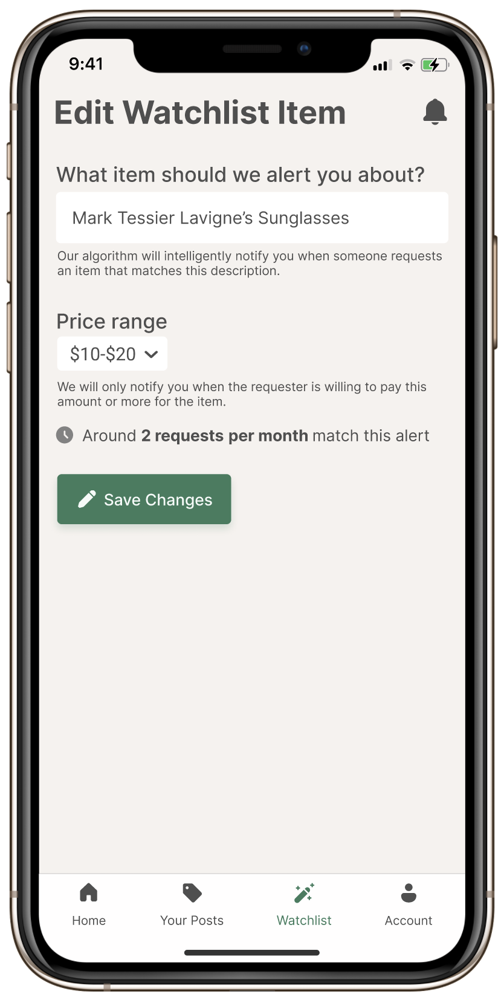 9:41
Edit Watchlist Item
What item should we alert you about?
Mark Tessier Lavigne’s Sunglasses
Our algorithm will intelligently notify you when someone requests
an item that matches this description.
Price range
$10-$20
We will only notify you when the requester is willing to pay this
amount or more for the item.
Around 2 requests per month match this alert
Save Changes
Home Your Posts Watchlist Account